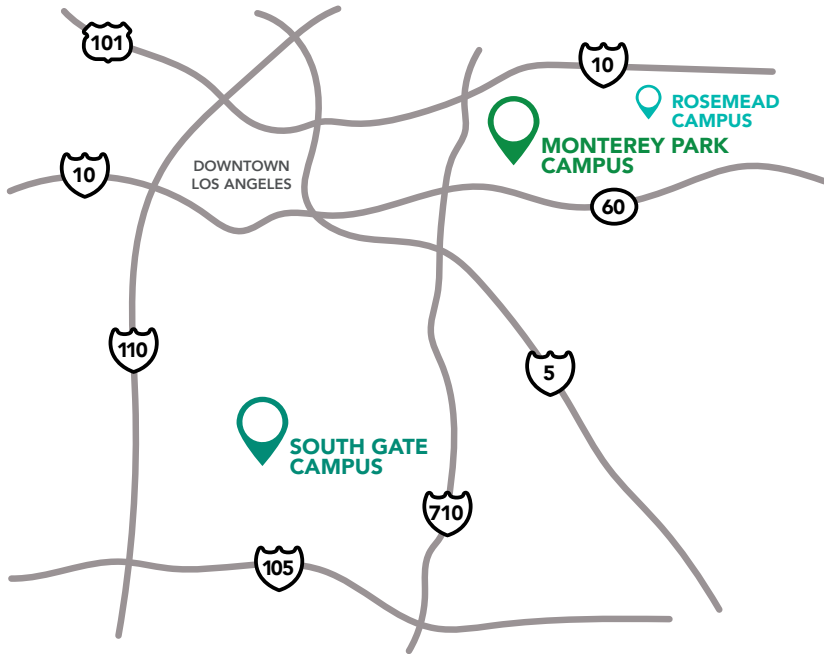 101
10
ROSEMEAD
CAMPUS
MONTEREY PARK
CAMPUS
DOWNTOWN
LOS ANGELES
10
60
110
5
SOUTH GATE
CAMPUS
710
105